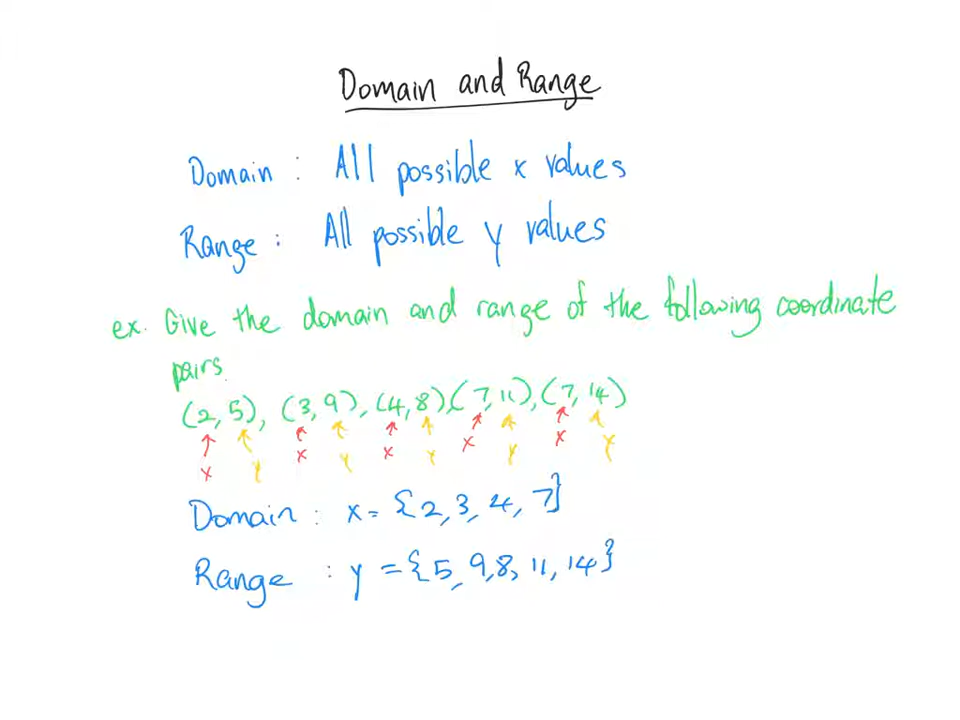 Domain and Range
Domain : All possible x values
Range : All possible y values
ex. Give the domain and range of the following coordinate
pairs.
(2, 5), (3, 9), (4, 8), (7, 11), (7, 14)
x y x y x y x y x y
Domain : x = {2, 3, 4, 7}
Range : y = {5, 9, 8, 11, 14}